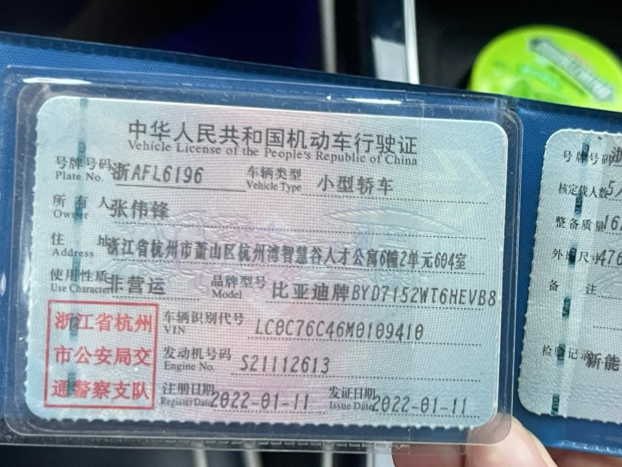 中华人民共和国机动车行驶证
Vehicle License of the People's Republic of China
号牌号码 浙AFL6196 车辆类型 小型轿车
Plate No. Vehicle Type
所有人 张伟锋
Owner
住址 浙江省杭州市萧山区杭州湾智慧谷人才公寓6幢2单元604室
Address
使用性质 非营运 品牌型号 比亚迪牌BYD7152WT6HEVB8
Use Character Model
浙江省杭州
市公安局交
通警察支队
车辆识别代号 LC0C76C46M0109410
VIN
发动机号码 S21112613
Engine No.
注册日期 2022-01-11 发证日期 2022-01-11
Register Date Issue Date
号牌号码
核定载人数 5人
整备质量 16
外廓尺寸 476
备注
检验记录
新能